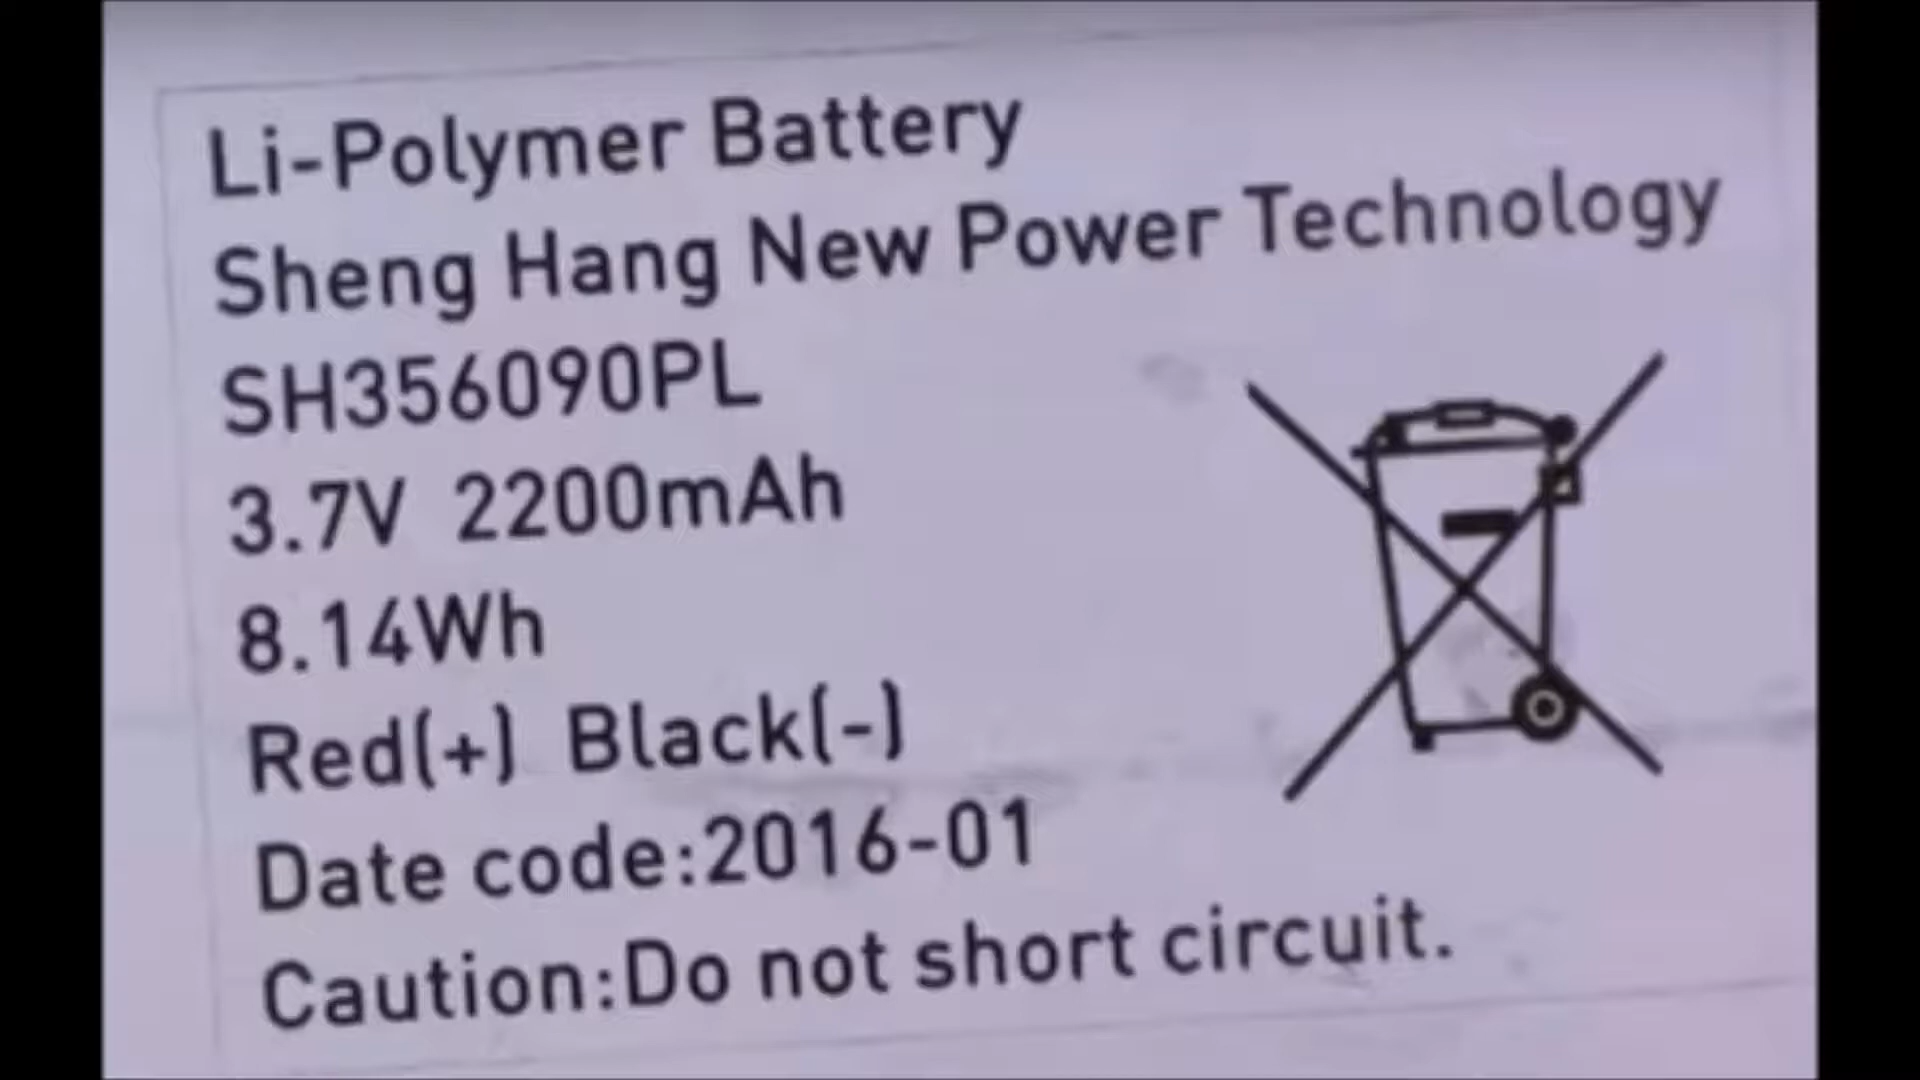 Li-Polymer Battery
Sheng Hang New Power Technology
SH356090PL
3.7V 2200mAh
8.14Wh
Red(+) Black(-)
Date code:2016-01
Caution:Do not short circuit.